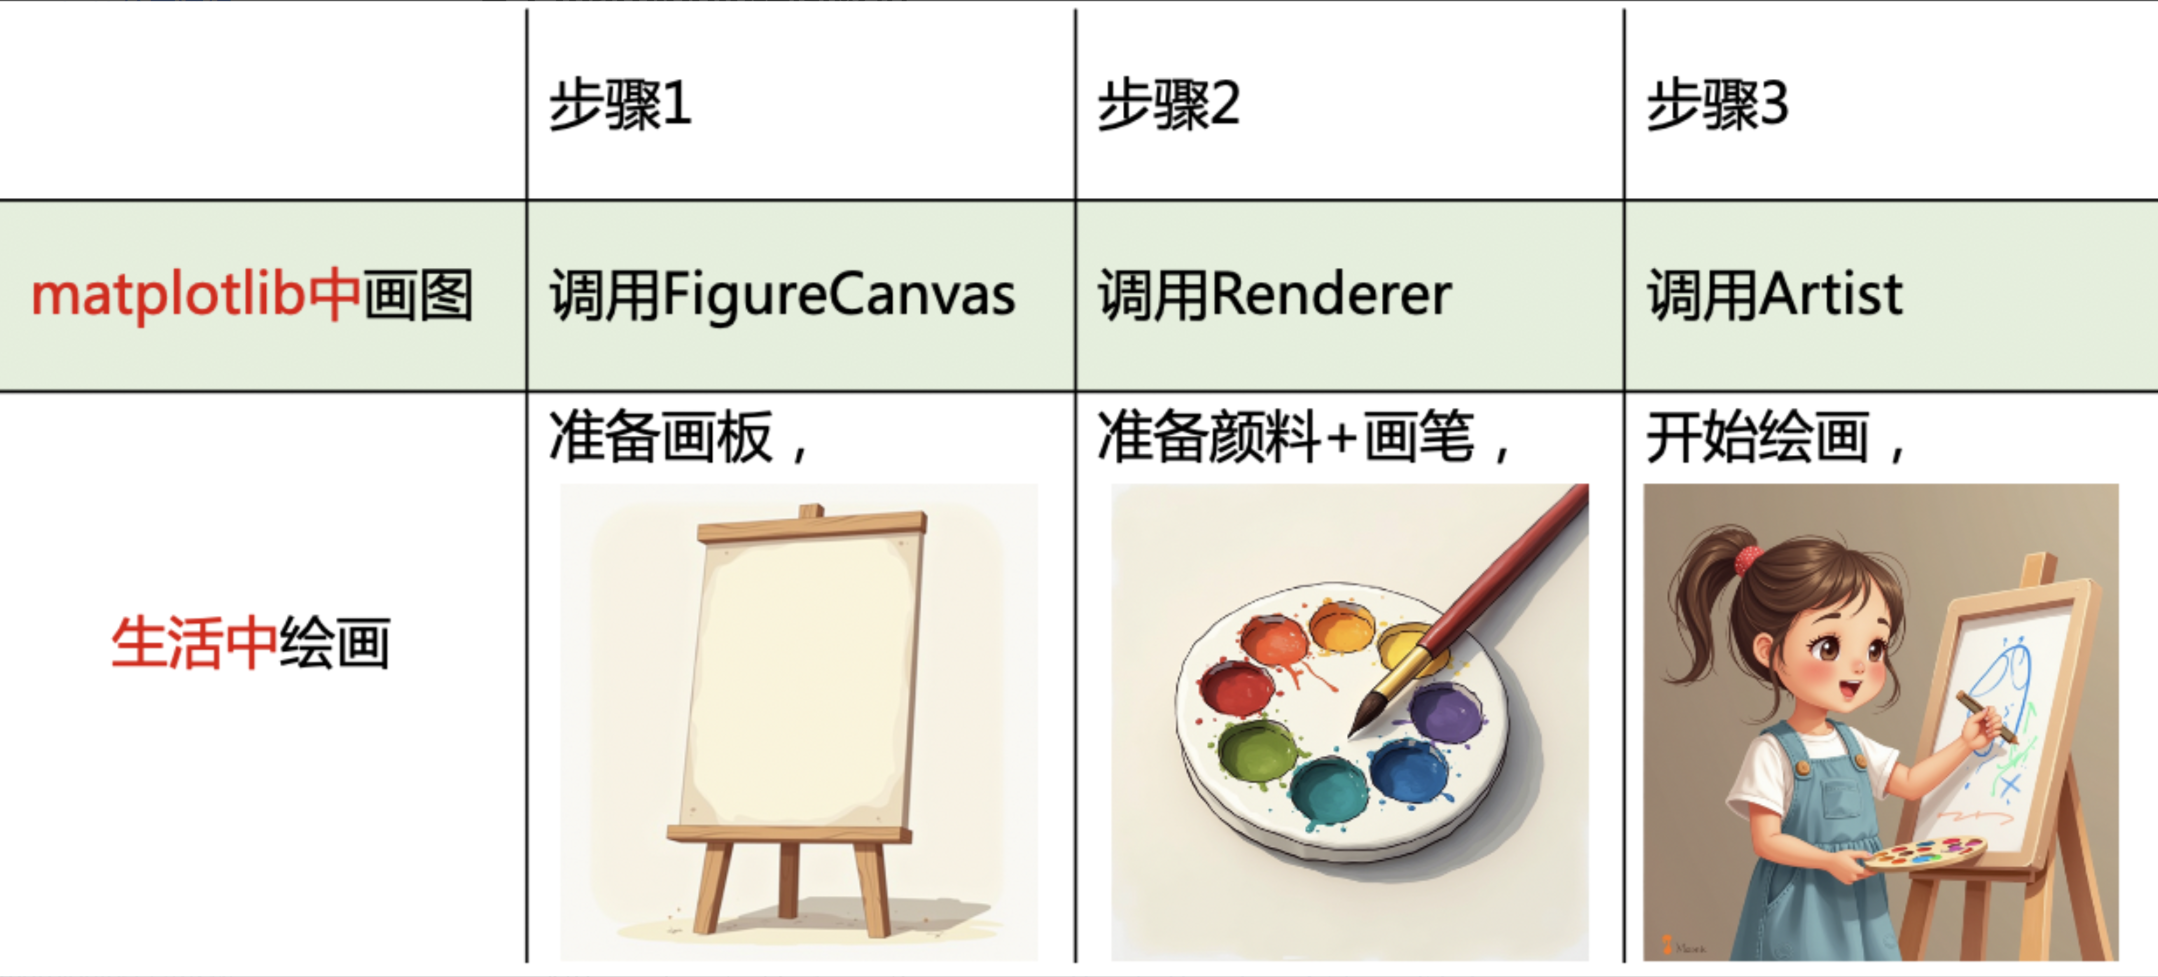 步骤1
步骤2
步骤3
matplotlib中画图
调用FigureCanvas
调用Renderer
调用Artist
生活中绘画
准备画板，
准备颜料+画笔，
开始绘画，